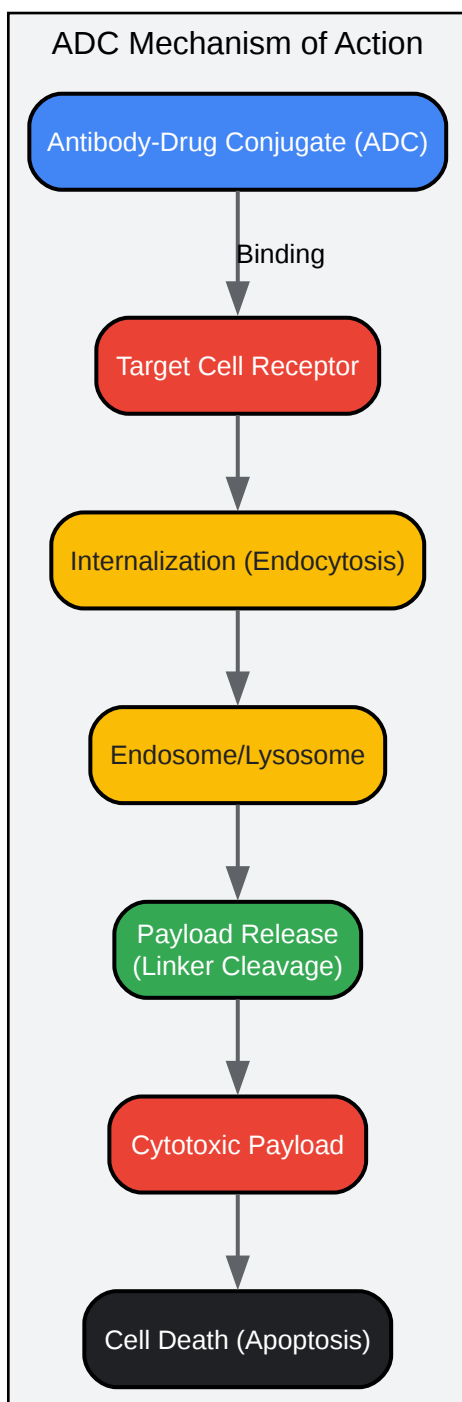 ADC Mechanism of Action
Antibody-Drug Conjugate (ADC)
Binding
Target Cell Receptor
Internalization (Endocytosis)
Endosome/Lysosome
Payload Release
(Linker Cleavage)
Cytotoxic Payload
Cell Death (Apoptosis)